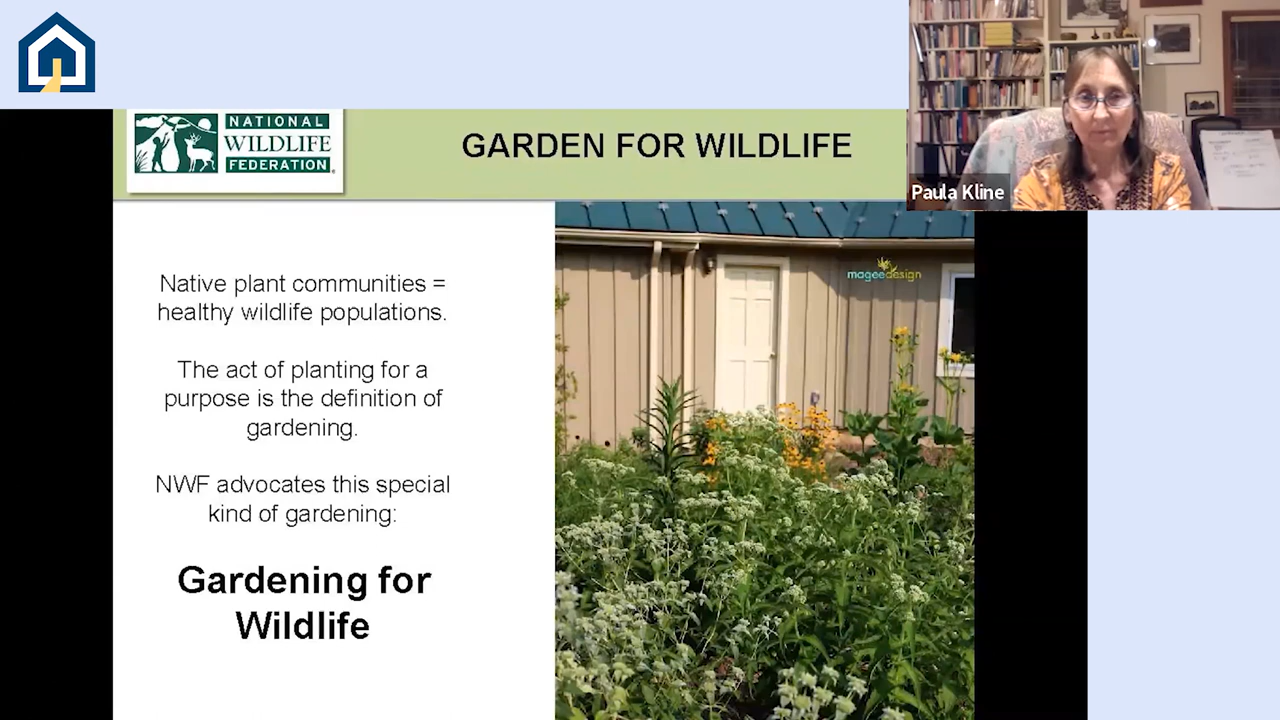 NATIONAL
WILDLIFE
FEDERATION
GARDEN FOR WILDLIFE
Paula Kline
Native plant communities =
healthy wildlife populations.
The act of planting for a
purpose is the definition of
gardening.
NWF advocates this special
kind of gardening:
Gardening for
Wildlife
mageedesign